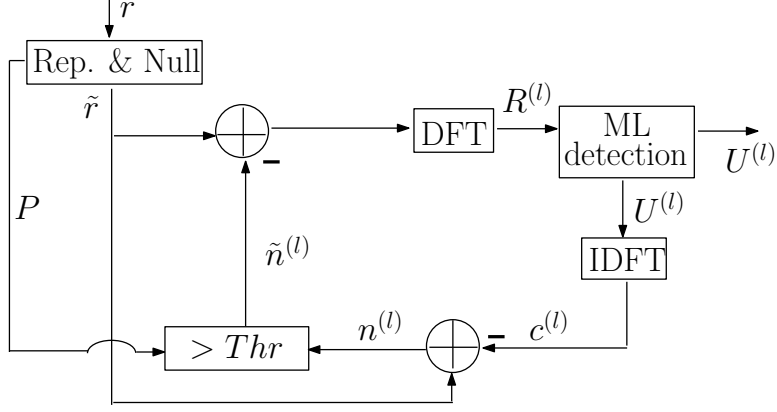 r
Rep. & Null
r̃
DFT
R^{(l)}
ML
detection
U^{(l)}
U^{(l)}
P
ñ^{(l)}
IDFT
> Thr
n^{(l)}
c^{(l)}